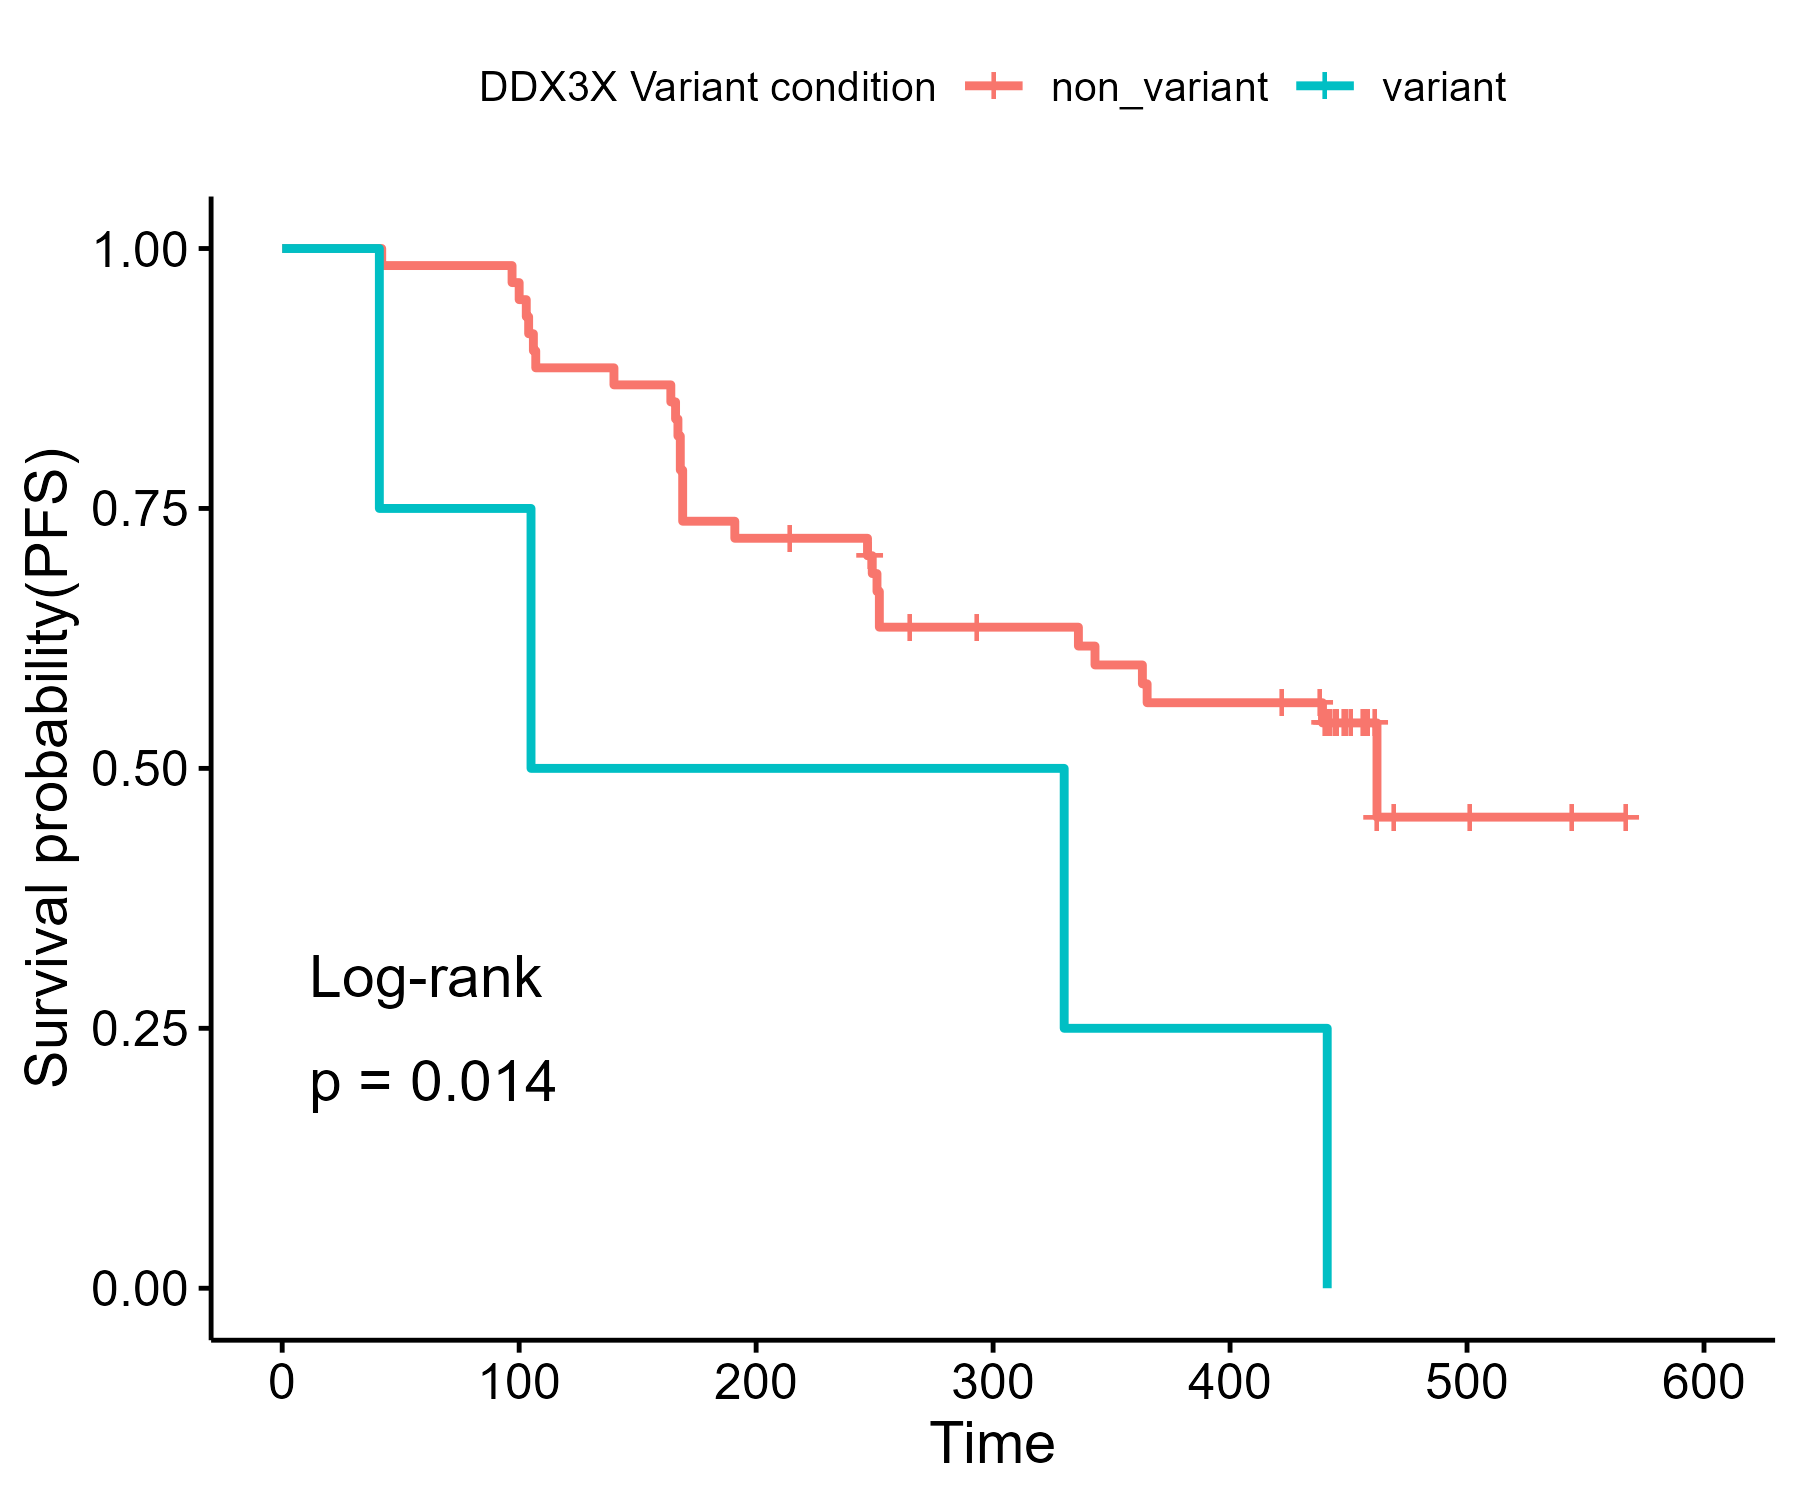 DDX3X Variant condition non_variant variant
Survival probability(PFS)
1.00
0.75
0.50
0.25
0.00
Log-rank
p = 0.014
0 100 200 300 400 500 600
Time